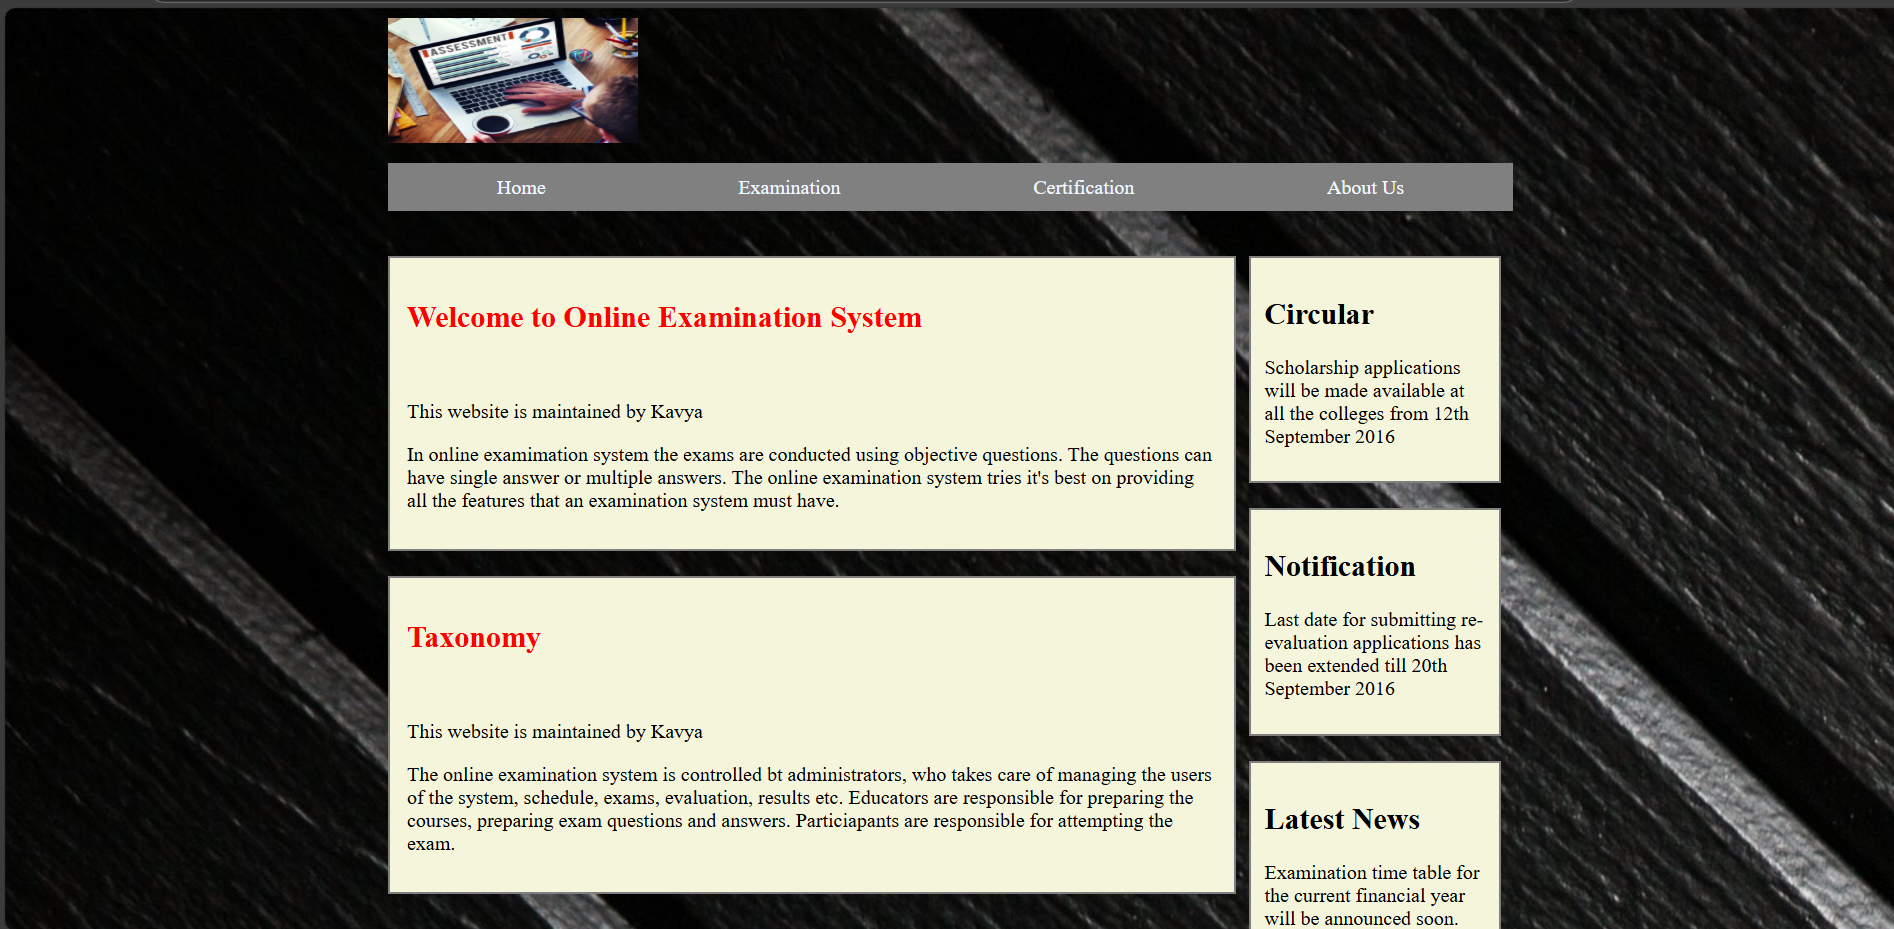 ASSESSMENT
Home Examination Certification About Us
Welcome to Online Examination System
This website is maintained by Kavya
In online examimation system the exams are conducted using objective questions. The questions can
have single answer or multiple answers. The online examination system tries it's best on providing
all the features that an examination system must have.
Taxonomy
This website is maintained by Kavya
The online examination system is controlled bt administrators, who takes care of managing the users
of the system, schedule, exams, evaluation, results etc. Educators are responsible for preparing the
courses, preparing exam questions and answers. Particiapants are responsible for attempting the
exam.
Circular
Scholarship applications
will be made available at
all the colleges from 12th
September 2016
Notification
Last date for submitting re-
evaluation applications has
been extended till 20th
September 2016
Latest News
Examination time table for
the current financial year
will be announced soon.